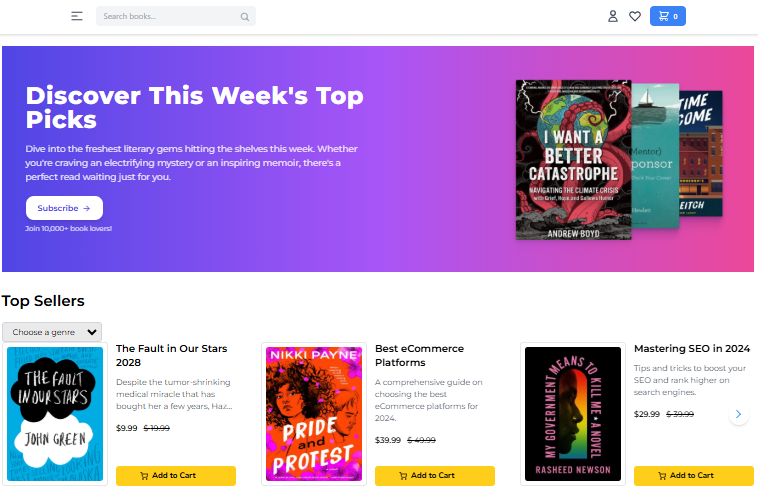 Search books...
0
Discover This Week's Top
Picks
Dive into the freshest literary gems hitting the shelves this week. Whether
you're craving an electrifying mystery or an inspiring memoir, there's a
perfect read waiting just for you.
Subscribe →
Join 10,000+ book lovers!
I WANT A
BETTER
CATASTROPHE
NAVIGATING THE CLIMATE CRISIS
with Grief, Hope, and Gallows Humor
ANDREW BOYD
(Mentor)
ponsor
TIME
COME
EITCH
Top Sellers
Choose a genre
THE FAULT
IN OUR STARS
JOHN GREEN
The Fault in Our Stars
2028
Despite the tumor-shrinking
medical miracle that has
bought her a few years, Haz...
$9.99 $ 19.99
Add to Cart
NIKKI PAYNE
PRIDE
and
PROTEST
Best eCommerce
Platforms
A comprehensive guide on
choosing the best
eCommerce platforms for
2024.
$39.99 $ 49.99
Add to Cart
MY GOVERNMENT MEANS TO KILL ME • A NOVEL
RASHEED NEWSON
Mastering SEO in 2024
Tips and tricks to boost your
SEO and rank higher on
search engines.
$29.99 $ 39.99
Add to Cart